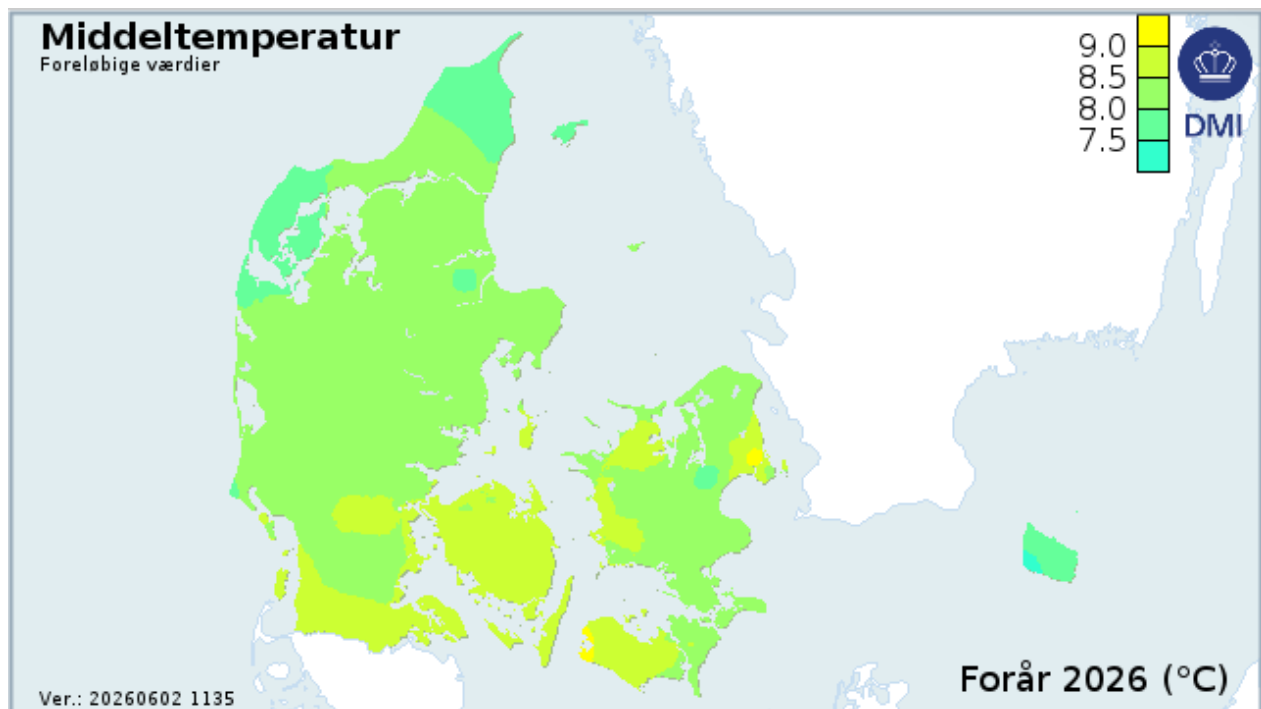 Middeltemperatur
Foreløbige værdier
9.0
8.5
8.0
7.5
DMI
Forår 2026 (°C)
Ver.: 20260602 1135